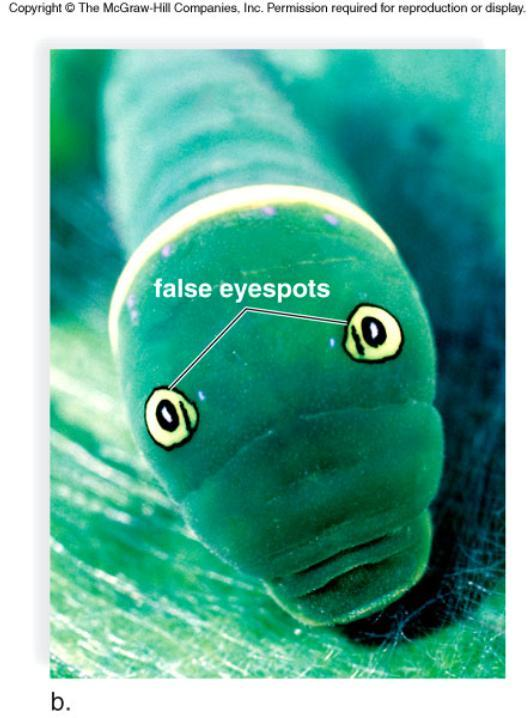 Copyright © The McGraw-Hill Companies, Inc. Permission required for reproduction or display.
false eyespots
b.